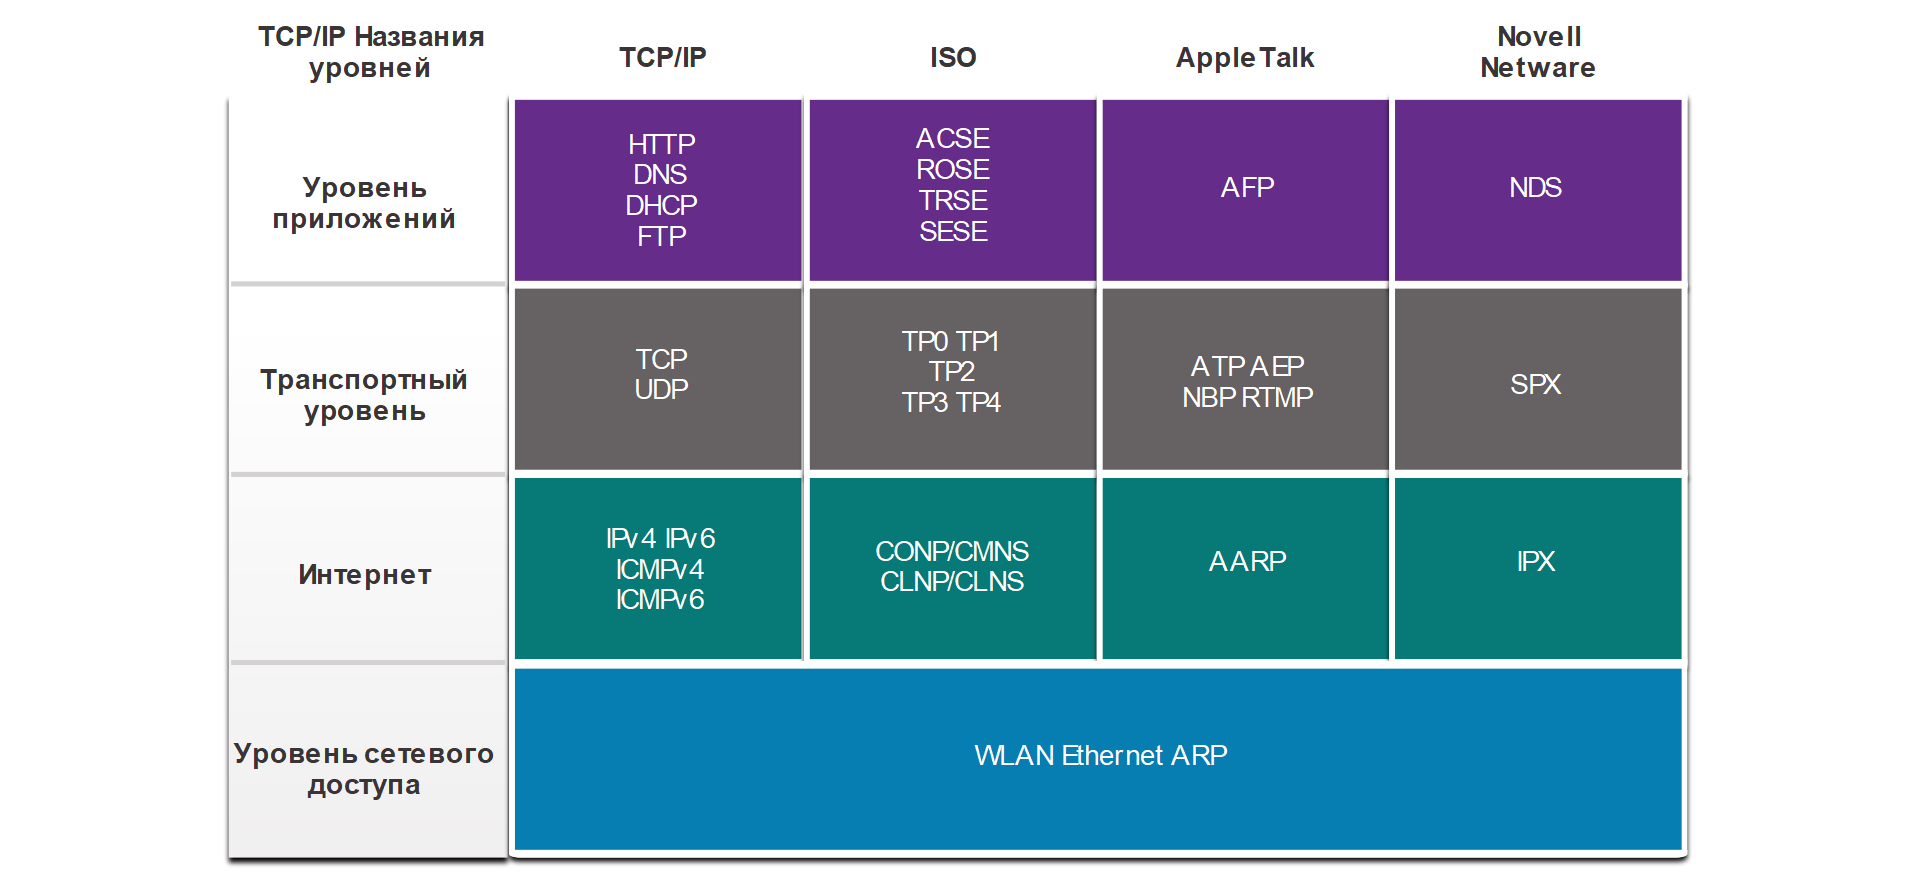 TCP/IP Названия
уровней
TCP/IP
ISO
AppleTalk
Novell
Netware
Уровень
приложений
HTTP
DNS
DHCP
FTP
ACSE
ROSE
TRSE
SESE
AFP
NDS
Транспортный
уровень
TCP
UDP
TP0 TP1
TP2
TP3 TP4
ATP AEP
NBP RTMP
SPX
Интернет
IPv4 IPv6
ICMPv4
ICMPv6
CONP/CMNS
CLNP/CLNS
AARP
IPX
Уровень сетевого
доступа
WLAN Ethernet ARP